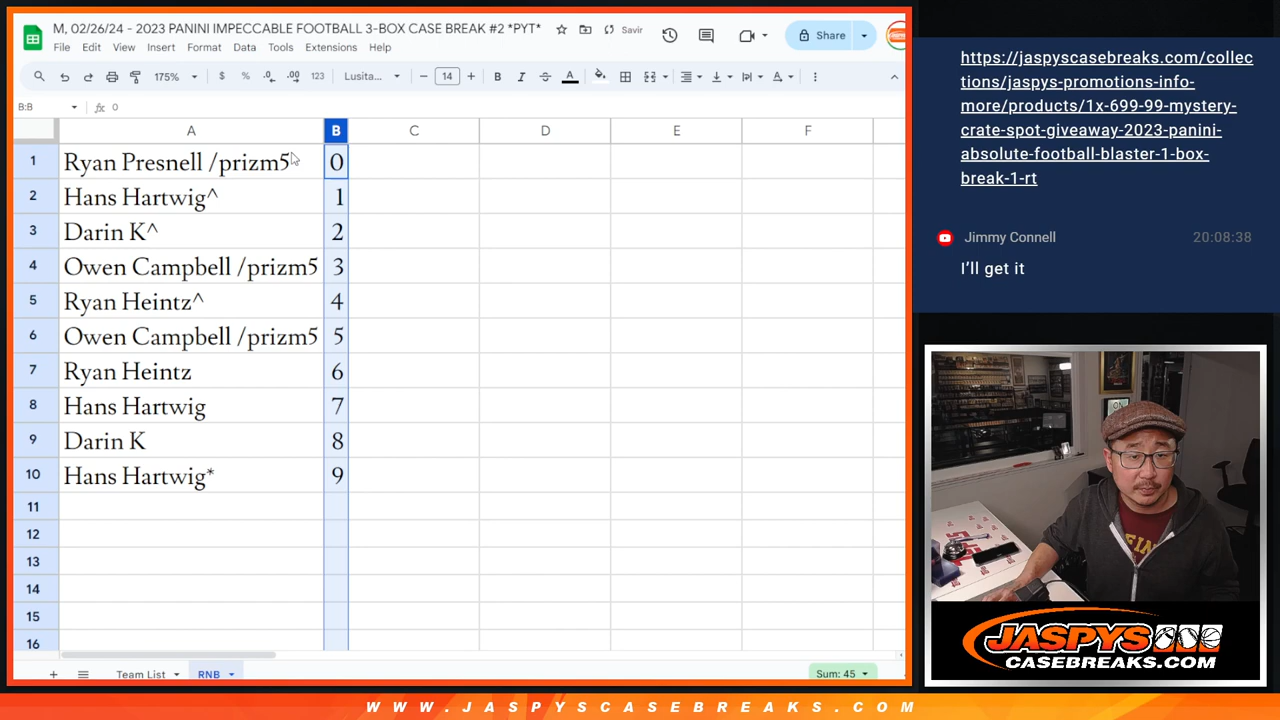 M, 02/26/24 - 2023 PANINI IMPECCABLE FOOTBALL 3-BOX CASE BREAK #2 *PYT*
Savir
Share
File Edit View Insert Format Data Tools Extensions Help
175% $ % .0 .00 123 Lusita... 14 B I A
B:B fx 0
A B C D E F
1 Ryan Presnell /prizm5 0
2 Hans Hartwig^ 1
3 Darin K^ 2
4 Owen Campbell /prizm5 3
5 Ryan Heintz^ 4
6 Owen Campbell /prizm5 5
7 Ryan Heintz 6
8 Hans Hartwig 7
9 Darin K 8
10 Hans Hartwig* 9
11
12
13
14
15
16
Team List RNB Sum: 45
https://jaspyscasebreaks.com/collec
tions/jaspys-promotions-info-
more/products/1x-699-99-mystery-
crate-spot-giveaway-2023-panini-
absolute-football-blaster-1-box-
break-1-rt
Jimmy Connell 20:08:38
I'll get it
JASPYS
CASEBREAKS.COM
WWW.JASPYSCASEBREAKS.COM